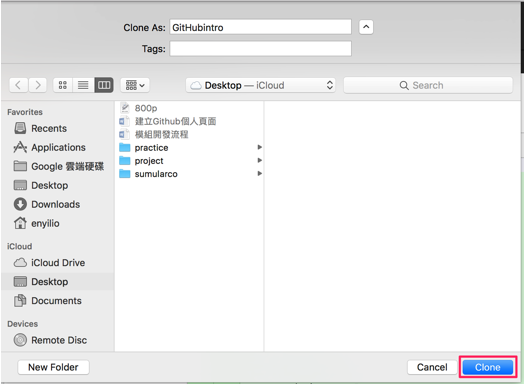 Clone As: GitHubintro
Tags:
Desktop — iCloud
Search
Favorites
Recents
Applications
Google 雲端硬碟
Desktop
Downloads
enyilio
iCloud
iCloud Drive
Desktop
Documents
Devices
Remote Disc
800p
建立Github個人頁面
模組開發流程
practice
project
sumularco
New Folder
Cancel
Clone